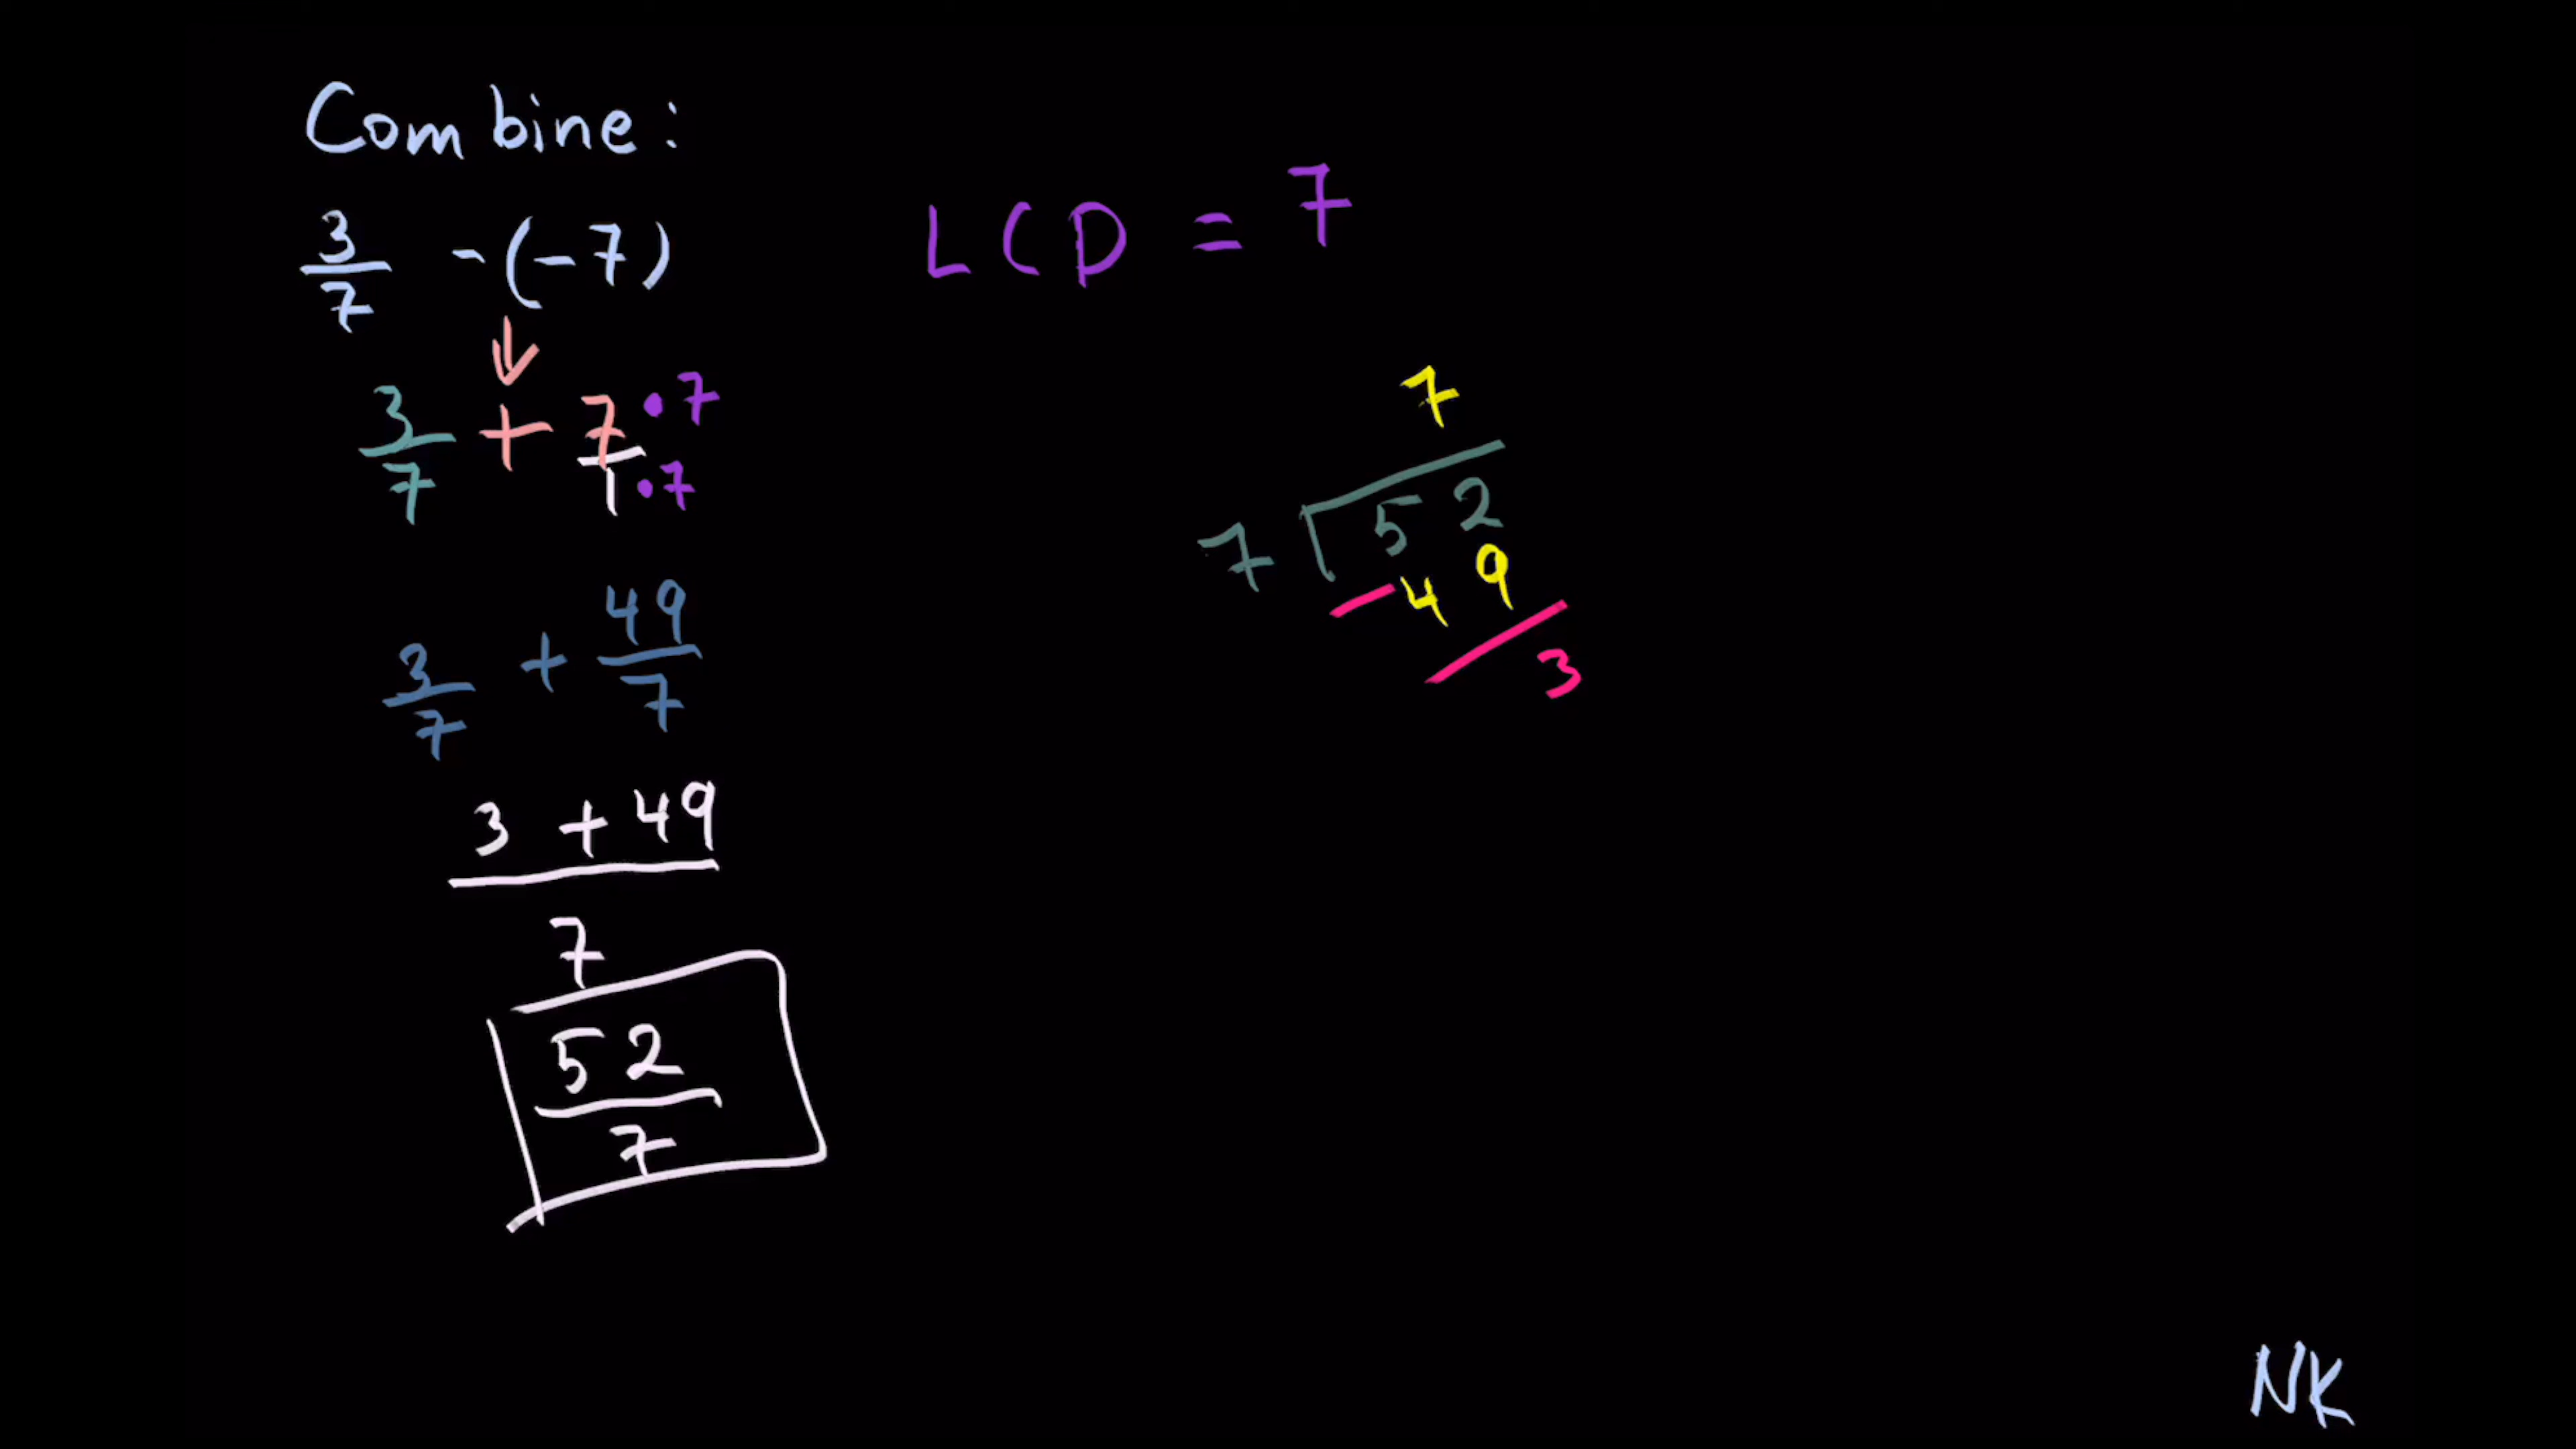 Combine:
3/7 - (-7)
↓
3/7 + 7·7/1·7
3/7 + 49/7
3 + 49
7
52/7
LCD = 7
7
7 52
- 49
3
NK